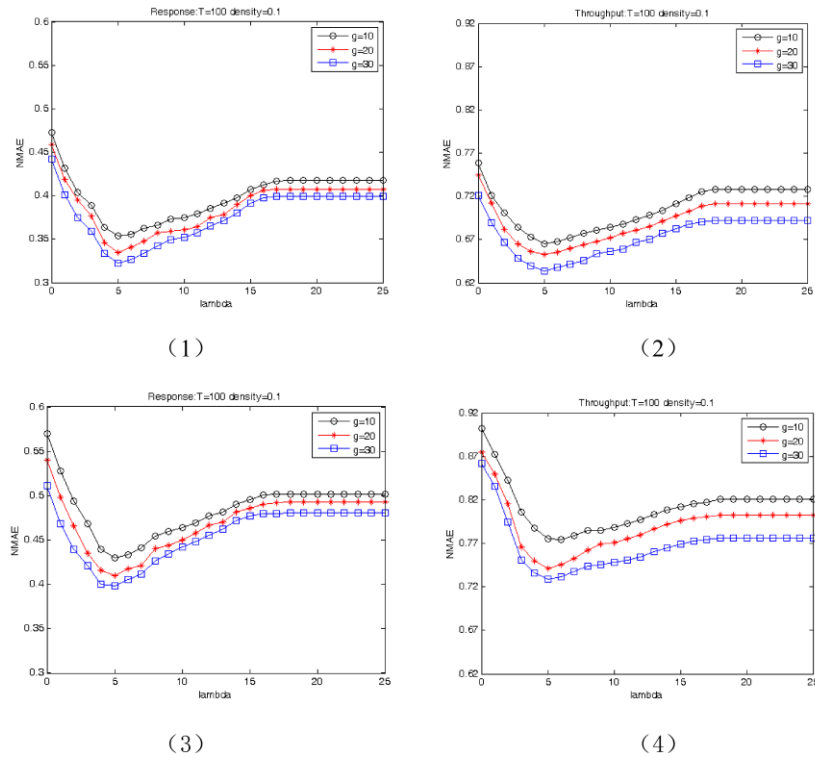 Response:T=100 density=0.1
0.6
0.55
0.5
0.45
0.4
0.35
0.3
NMAE
g=10
g=20
g=30
0 5 10 15 20 25
lambda
(1)
Throughput:T=100 density=0.1
0.92
0.87
0.82
0.77
0.72
0.67
0.62
NMAE
g=10
g=20
g=30
0 5 10 15 20 25
lambda
(2)
Response:T=100 density=0.1
0.6
0.55
0.5
0.45
0.4
0.35
0.3
NMAE
g=10
g=20
g=30
0 5 10 15 20 25
lambda
(3)
Throughput:T=100 density=0.1
0.92
0.87
0.82
0.77
0.72
0.67
0.62
NMAE
g=10
g=20
g=30
0 5 10 15 20 25
lambda
(4)